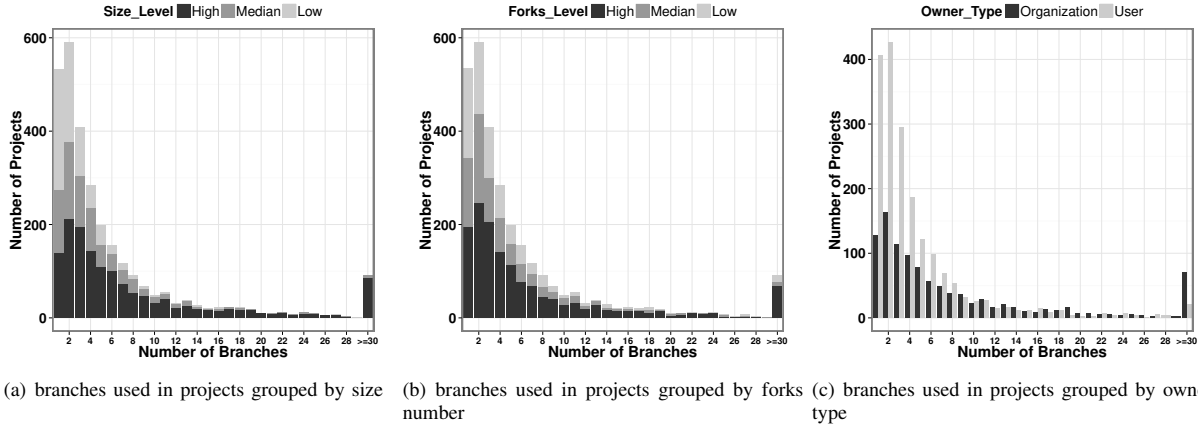 Size_Level High Median Low
600
400
200
0
Number of Projects
2 4 6 8 10 12 14 16 18 20 22 24 26 28 >=30
Number of Branches
(a) branches used in projects grouped by size
Forks_Level High Median Low
600
400
200
0
Number of Projects
2 4 6 8 10 12 14 16 18 20 22 24 26 28 >=30
Number of Branches
(b) branches used in projects grouped by forks
number
Owner_Type Organization User
400
300
200
100
0
Number of Projects
2 4 6 8 10 12 14 16 18 20 22 24 26 28 >=30
Number of Branches
(c) branches used in projects grouped by own
type